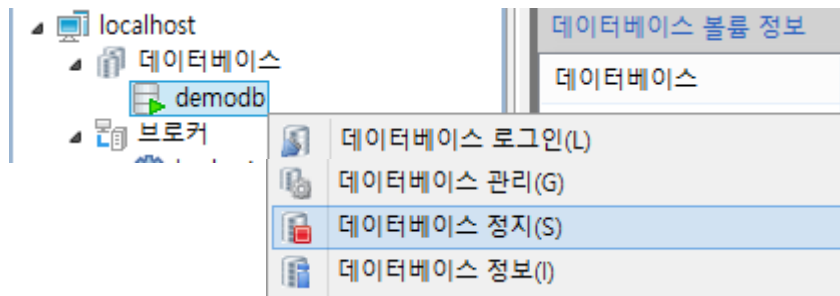 localhost
데이터베이스
demodb
브로커
데이터베이스 볼륨 정보
데이터베이스
데이터베이스 로그인(L)
데이터베이스 관리(G)
데이터베이스 정지(S)
데이터베이스 정보(I)